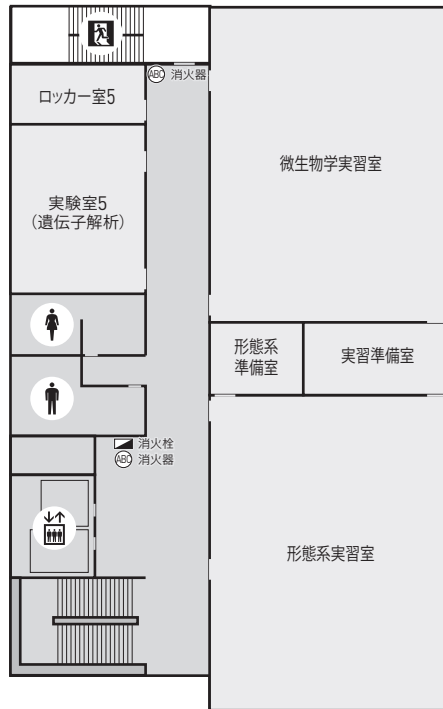 ABC 消火器
ロッカー室5
微生物学実習室
実験室5
(遺伝子解析)
形態系
準備室
実習準備室
消火栓
ABC 消火器
形態系実習室